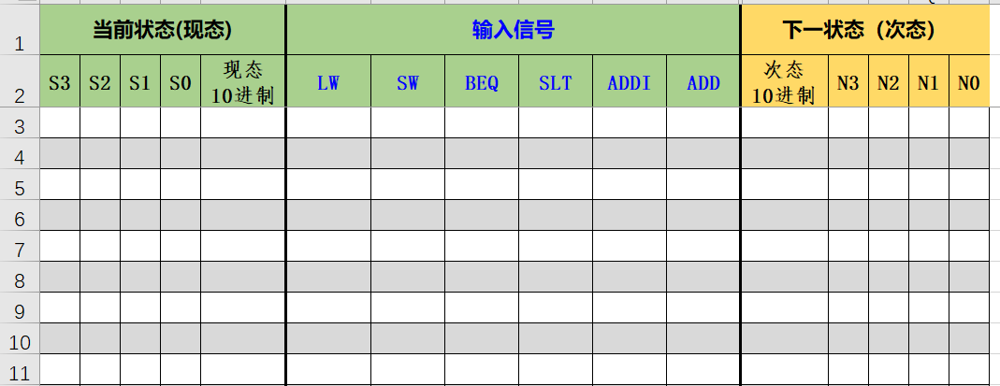 当前状态(现态)
输入信号
下一状态（次态）
1
S3
S2
S1
S0
现态
10进制
LW
SW
BEQ
SLT
ADDI
ADD
次态
10进制
N3
N2
N1
N0
2
3
4
5
6
7
8
9
10
11